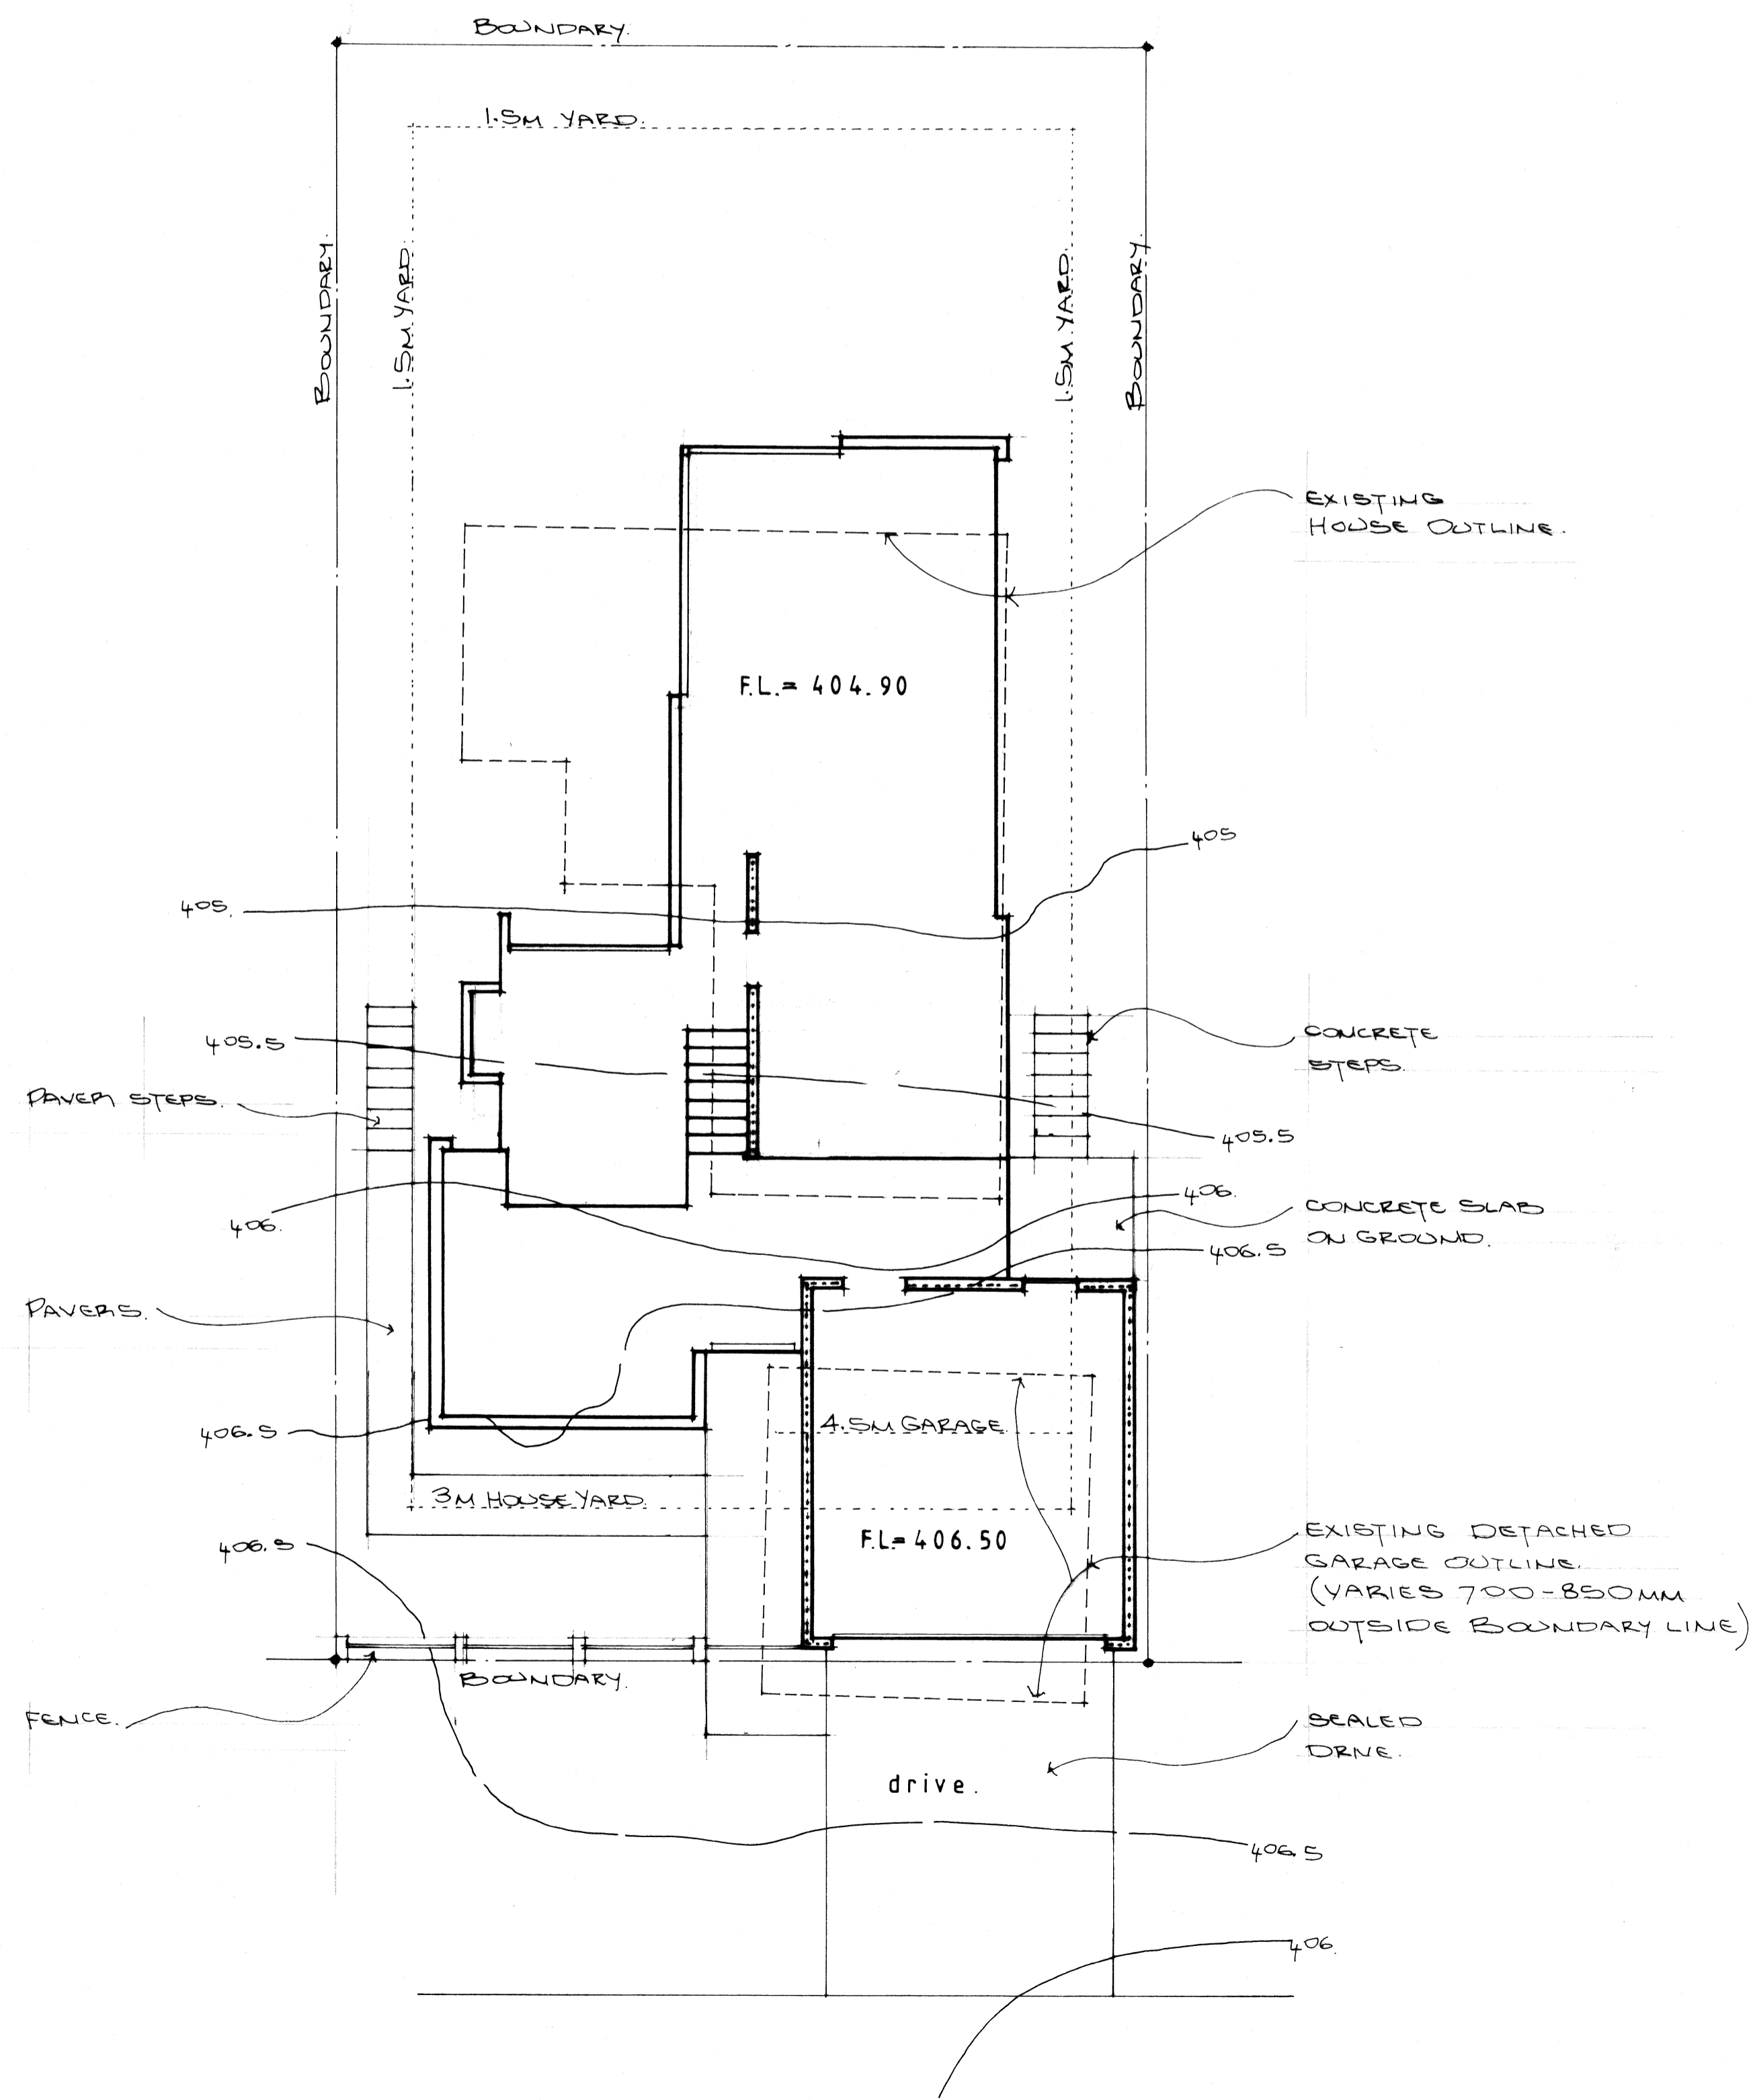 BOUNDARY.
1.5M YARD.
BOUNDARY.
1.5M YARD.
1.5M YARD.
BOUNDARY.
EXISTING
HOUSE OUTLINE.
F.L.= 404.90
405
405.
CONCRETE
STEPS.
405.5
PAVER STEPS.
405.5
406.
CONCRETE SLAB
ON GROUND.
406.
406.5
PAVERS.
4.5M GARAGE
406.5
3M HOUSE YARD.
F.L= 406.50
406.5
EXISTING DETACHED
GARAGE OUTLINE.
(VARIES 700-850MM
OUTSIDE BOUNDARY LINE)
BOUNDARY.
FENCE.
SEALED
DRIVE.
drive.
406.5
406.